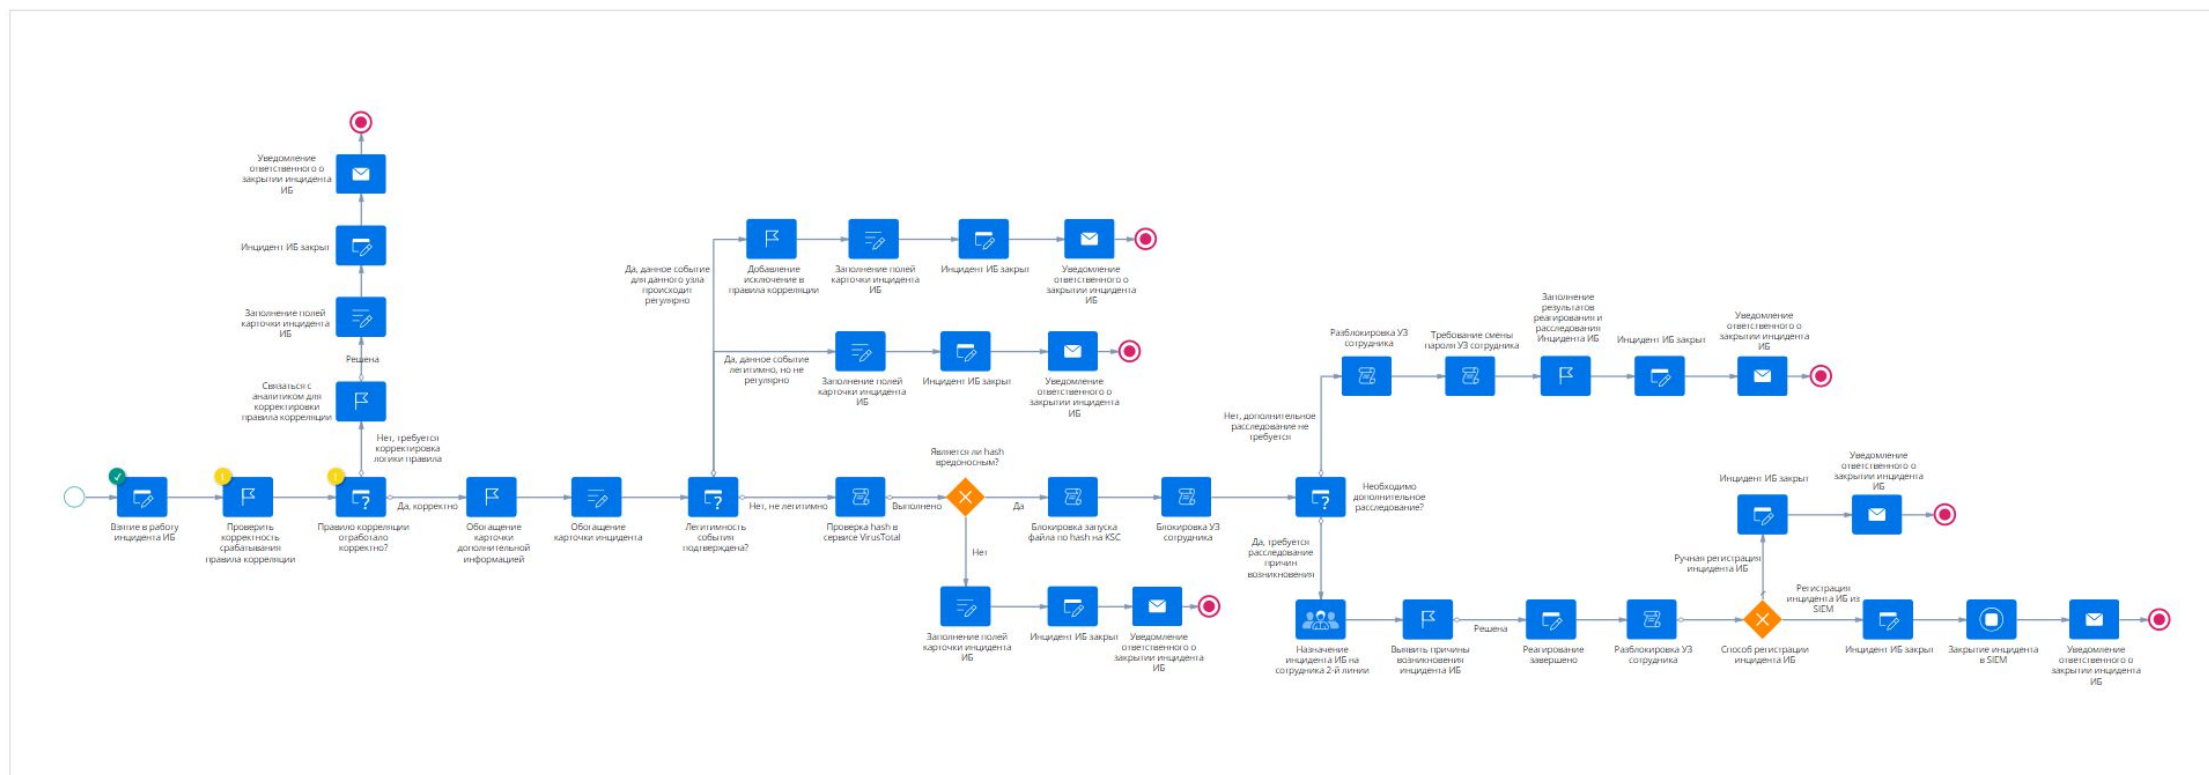 Уведомление
ответственного о
закрытии инцидента
ИБ
Инцидент ИБ закрыт
Заполнение полей
карточки инцидента
ИБ
Решена
Связаться с
аналитиком для
корректировки
правила корреляции
Нет, требуется
корректировка
логики правила
Взятие в работу
инцидента ИБ
Проверить
корректность
срабатывания
правила корреляции
Правило корреляции
отработало
корректно?
Да, корректно
Обогащение
карточки
дополнительной
информацией
Обогащение
карточки инцидента
Легитимность
события
подтверждена?
Да, данное событие
для данного узла
происходит
регулярно
Добавление
исключение в
правила корреляции
Заполнение полей
карточки инцидента
ИБ
Инцидент ИБ закрыт
Уведомление
ответственного о
закрытии инцидента
ИБ
Да, данное событие
легитимно, но не
регулярно
Заполнение полей
карточки инцидента
ИБ
Инцидент ИБ закрыт
Уведомление
ответственного о
закрытии инцидента
ИБ
Нет, не легитимно
Проверка hash в
сервисе VirusTotal
Выполнено
Является ли hash
вредоносным?
Да
Нет
Заполнение полей
карточки инцидента
ИБ
Инцидент ИБ закрыт
Уведомление
ответственного о
закрытии инцидента
ИБ
Блокировка запуска
файла по hash на KSC
Блокировка УЗ
сотрудника
Необходимо
дополнительное
расследование?
Нет, дополнительное
расследование не
требуется
Разблокировка УЗ
сотрудника
Требование смены
пароля УЗ сотрудника
Заполнение
результатов
реагирования и
расследования
Инцидента ИБ
Инцидент ИБ закрыт
Уведомление
ответственного о
закрытии инцидента
ИБ
Да, требуется
расследование
причин
возникновения
Назначение
инцидента ИБ на
сотрудника 2-й линии
Выявить причины
возникновения
инцидента ИБ
Решена
Реагирование
завершено
Разблокировка УЗ
сотрудника
Способ регистрации
инцидента ИБ
Ручная регистрация
инцидента ИБ
Инцидент ИБ закрыт
Уведомление
ответственного о
закрытии инцидента
ИБ
Регистрация
инцидента ИБ из
SIEM
Инцидент ИБ закрыт
Закрытие инцидента
в SIEM
Уведомление
ответственного о
закрытии инцидента
ИБ